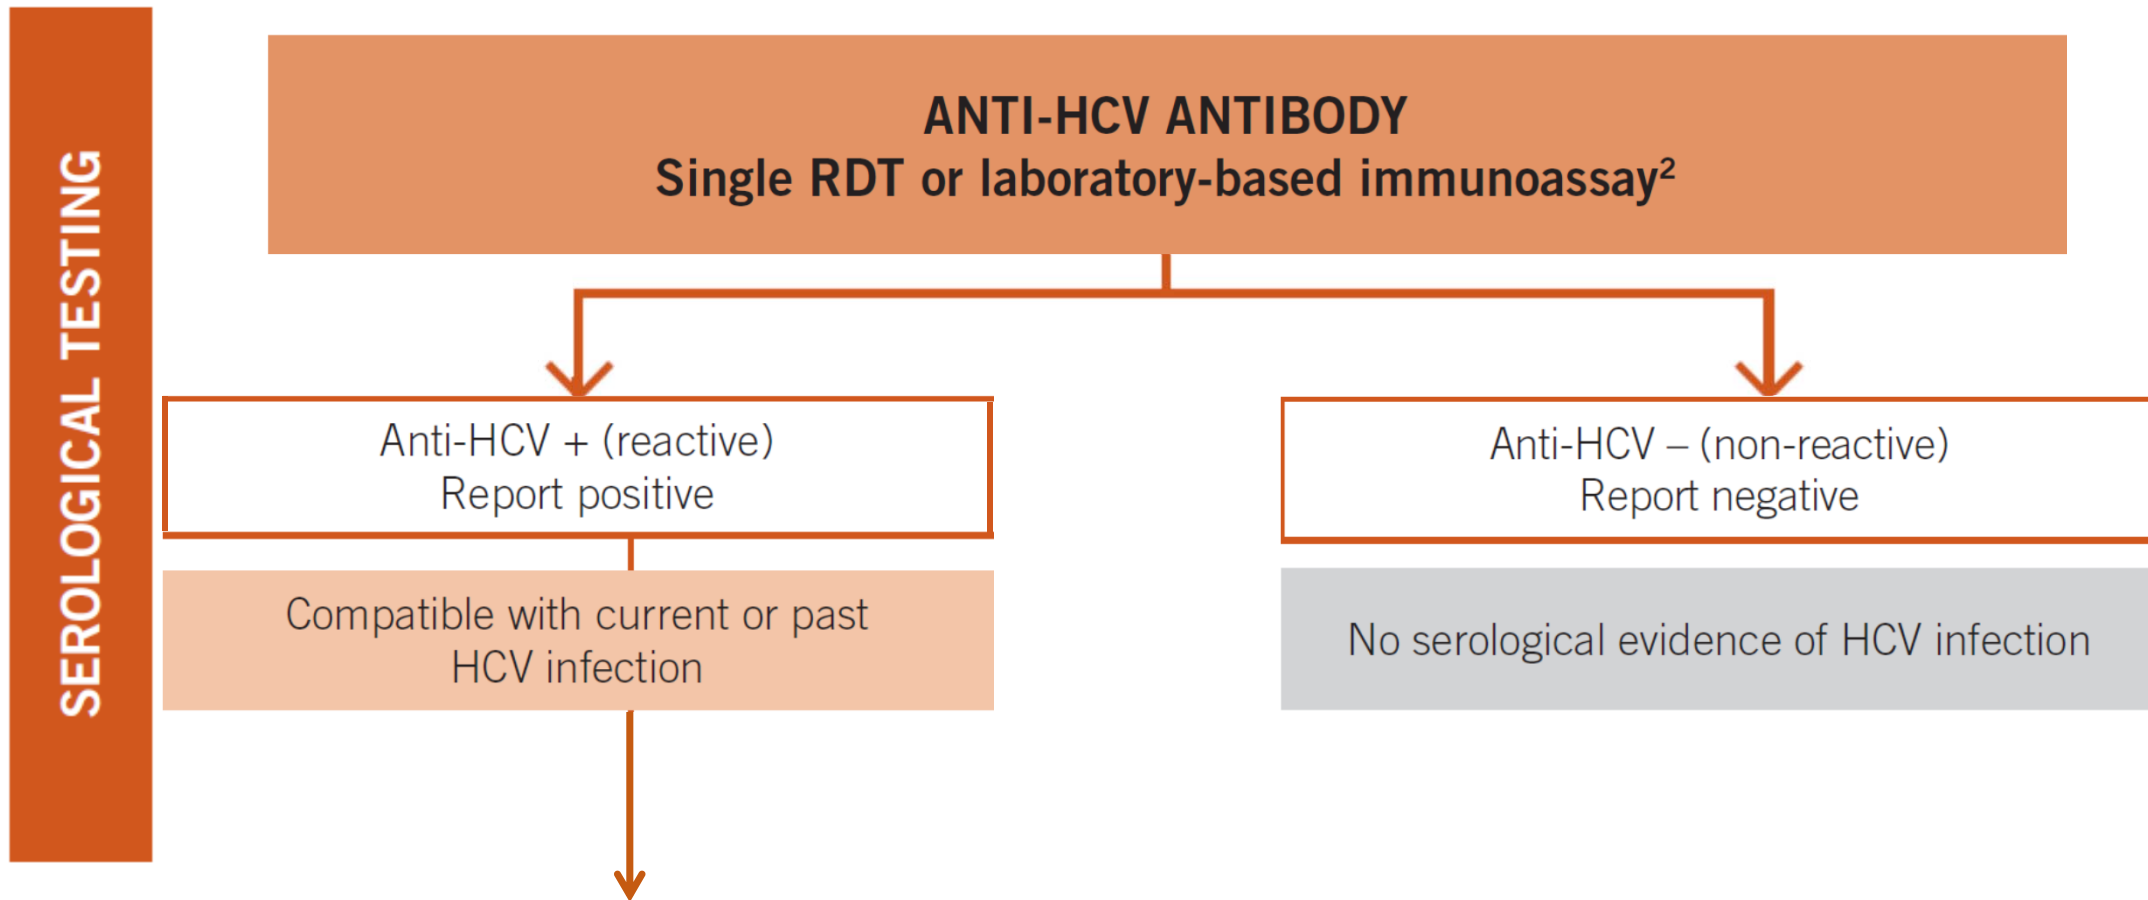 SEROLOGICAL TESTING
ANTI-HCV ANTIBODY
Single RDT or laboratory-based immunoassay²
Anti-HCV + (reactive)
Report positive
Compatible with current or past
HCV infection
Anti-HCV – (non-reactive)
Report negative
No serological evidence of HCV infection